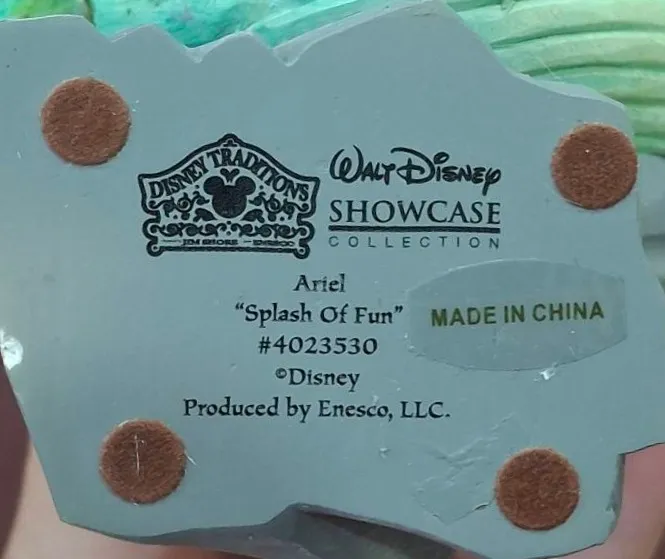 DISNEY TRADITIONS
JIM SHORE ENESCO
WALT DISNEY
SHOWCASE
COLLECTION
Ariel
"Splash Of Fun"
#4023530
©Disney
Produced by Enesco, LLC.
MADE IN CHINA